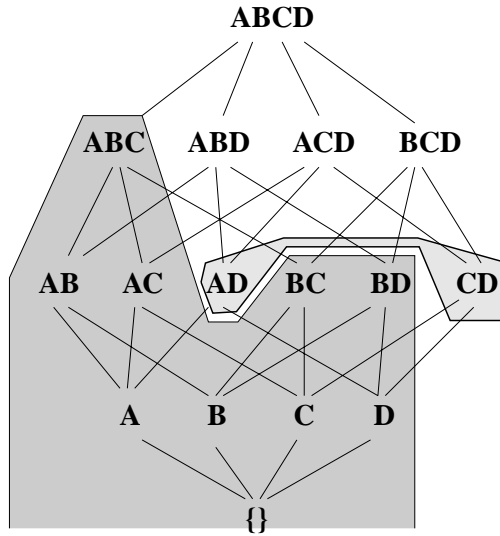 ABCD
ABC ABD ACD BCD
AB AC AD BC BD CD
A B C D
{}